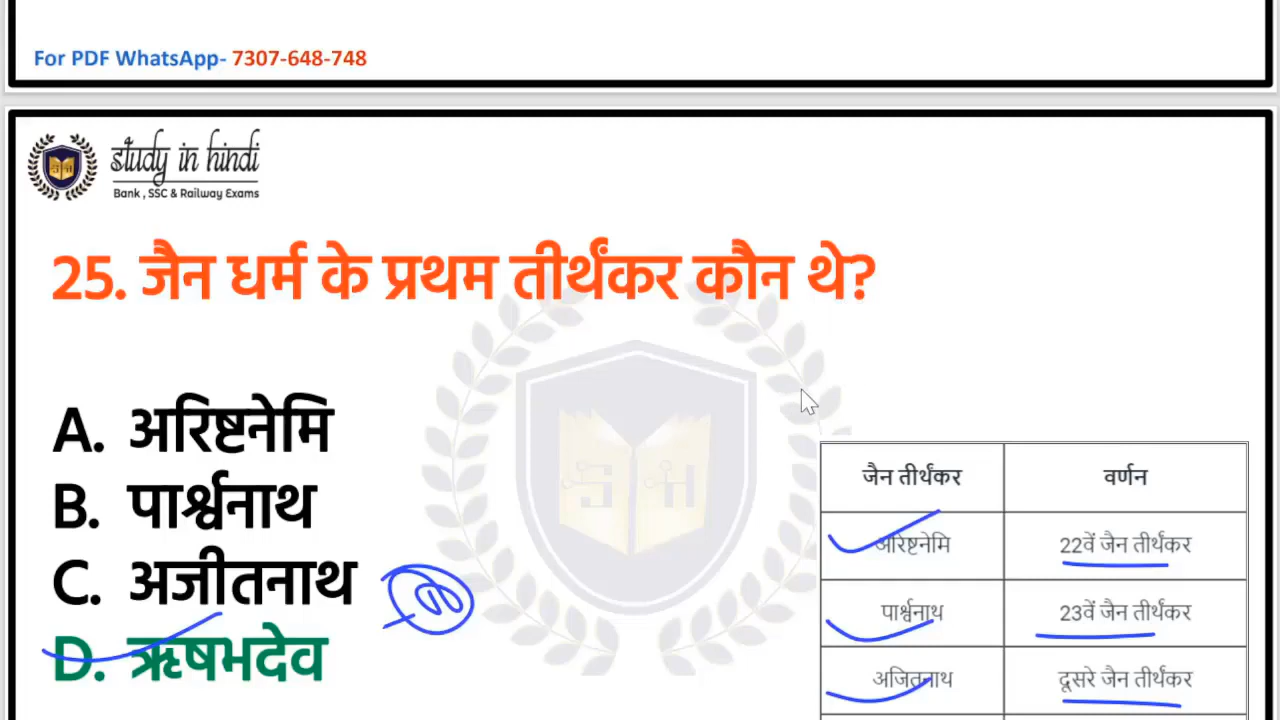 For PDF WhatsApp- 7307-648-748
study in hindi
Bank , SSC & Railway Exams
25. जैन धर्म के प्रथम तीर्थंकर कौन थे?
A. अरिष्टनेमि
B. पार्श्वनाथ
C. अजीतनाथ
D. ऋषभदेव
जैन तीर्थंकर वर्णन
अरिष्टनेमि 22वें जैन तीर्थंकर
पार्श्वनाथ 23वें जैन तीर्थंकर
अजितनाथ दूसरे जैन तीर्थंकर